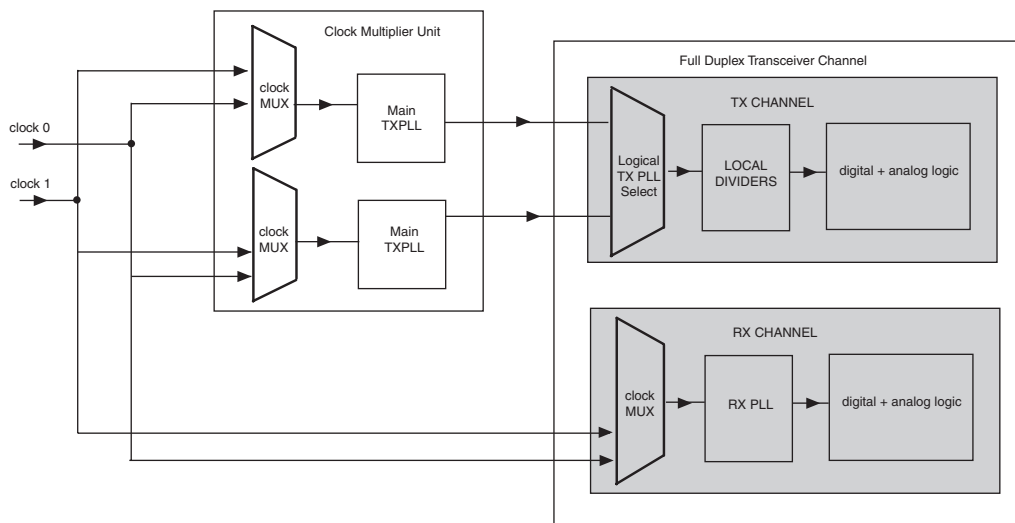 Clock Multiplier Unit
clock
MUX
Main
TXPLL
clock 0
clock 1
clock
MUX
Main
TXPLL
Full Duplex Transceiver Channel
TX CHANNEL
Logical
TX PLL
Select
LOCAL
DIVIDERS
digital + analog logic
RX CHANNEL
clock
MUX
RX PLL
digital + analog logic